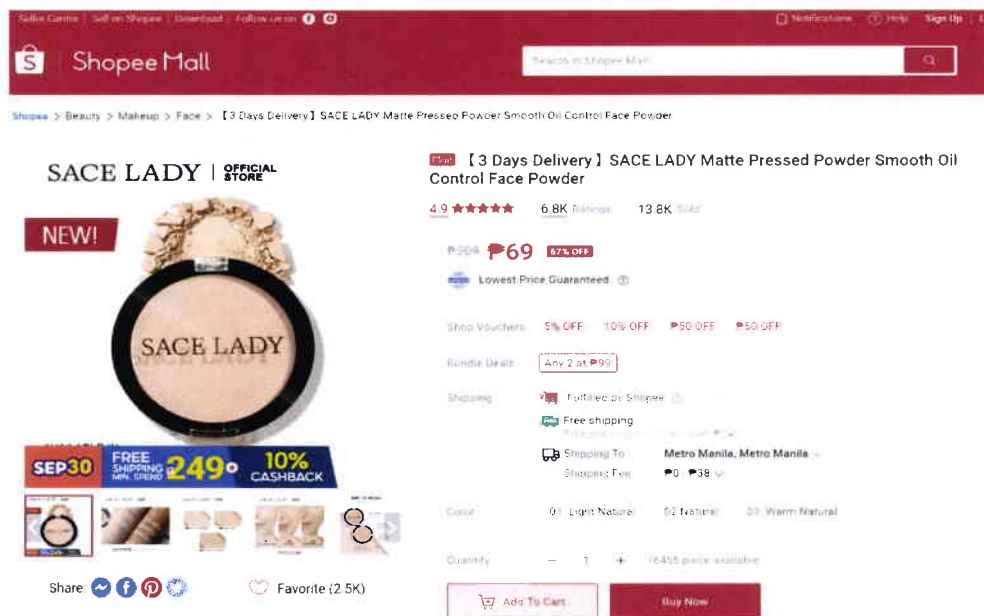 Seller Centre | Sell on Shopee | Download | Follow us on
Notifications Help Sign Up
Shopee Mall
Search in Shopee Mall
Shopee > Beauty > Makeup > Face > 【3 Days Delivery】SACE LADY Matte Pressed Powder Smooth Oil Control Face Powder
SACE LADY | OFFICIAL STORE
NEW!
SACE LADY
SEP30 FREE SHIPPING MIN. SPEND 249 10% CASHBACK
Share: Favorite (2.5K)
Mall 【3 Days Delivery】SACE LADY Matte Pressed Powder Smooth Oil
Control Face Powder
4.9 6.8K Ratings 13.8K Sold
₱209 ₱69 67% OFF
Lowest Price Guaranteed
Shop Vouchers 5% OFF 10% OFF ₱50 OFF ₱50 OFF
Bundle Deals Any 2 at ₱99
Shipping Fulfilled by Shopee
Free shipping
Shipping To Metro Manila, Metro Manila
Shipping Fee ₱0 - ₱38
Color 01 Light Natural 02 Natural 03 Warm Natural
Quantity − 1 + 16455 piece available
Add To Cart Buy Now